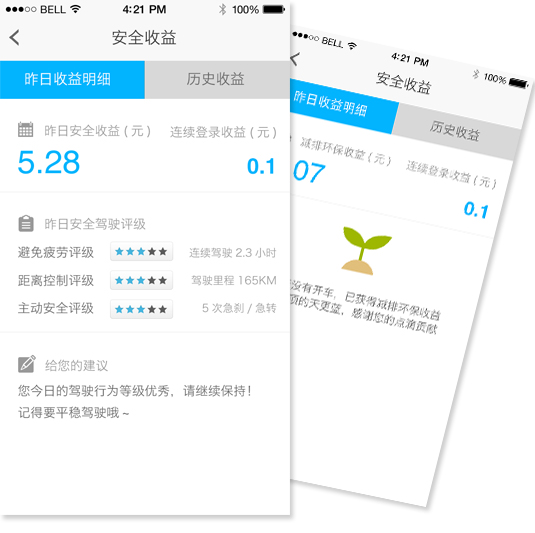 BELL 4:21 PM 100%
安全收益
昨日收益明细 历史收益
昨日安全收益 ( 元 ) 连续登录收益 ( 元 )
5.28 0.1
昨日安全驾驶评级
避免疲劳评级 连续驾驶 2.3 小时
距离控制评级 驾驶里程 165KM
主动安全评级 5 次急刹 / 急转
给您的建议
您今日的驾驶行为等级优秀，请继续保持！
记得要平稳驾驶哦 ~
BELL 4:21 PM 100%
安全收益
昨日收益明细 历史收益
减排环保收益 ( 元 ) 连续登录收益 ( 元 )
07 0.1
没有开车，已获得减排环保收益
顶的天更蓝，感谢您的点滴贡献